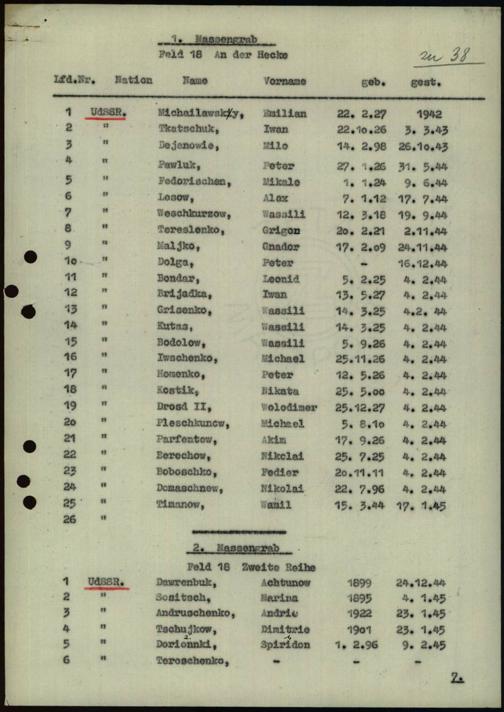 zu 38
1. Massengrab
Feld 18 An der Hecke
Lfd.Nr. Nation Name Vorname geb. gest.
1 UdSSR. Michailawsky, Emilian 22. 2.27 1942
2 " Tkatschuk, Iwan 22.10.26 3. 3.43
3 " Dejenowie, Milo 14. 2.98 26.10.43
4 " Pawluk, Peter 27. 1.26 31. 5.44
5 " Fedorischen, Mikale 1. 1.24 9. 6.44
6 " Lesow, Alex 7. 1.12 17. 7.44
7 " Weschkurzow, Wassili 12. 3.18 19. 9.44
8 " Tereslenko, Grigon 20. 2.21 2.11.44
9 " Maljko, Gnador 17. 2.09 24.11.44
10 " Dolga, Peter - 16.12.44
11 " Bondar, Leonid 5. 2.25 4. 2.44
12 " Brijadka, Iwan 13. 5.27 4. 2.44
13 " Grisenko, Wassili 14. 3.25 4.2. 44
14 " Kutas, Wassili 14. 3.25 4. 2.44
15 " Bodolow, Wassili 5. 9.26 4. 2.44
16 " Iwschenko, Michael 25.11.26 4. 2.44
17 " Homenko, Peter 12. 5.26 4. 2.44
18 " Kostik, Nikata 25. 5.00 4. 2.44
19 " Drosd II, Wolodimer 25.12.27 4. 2.44
20 " Pleschkunow, Michael 5. 8.10 4. 2.44
21 " Parfentow, Akim 17. 9.26 4. 2.44
22 " Berechow, Nikolai 25. 7.25 4. 2.44
23 " Boboschko, Fedier 20.11.11 4. 2.44
24 " Domaschnew, Nikolai 22. 7.96 4. 2.44
25 " Timanow, Wamil 15. 3.44 17. 1.45
26 "
2. Massengrab
Feld 18 Zweite Reihe
1 UdSSR. Dawrenbuk, Achtunow 1899 24.12.44
2 " Sositsch, Marina 1895 4. 1.45
3 " Andruschenko, Andrie 1922 23. 1.45
4 " Tschujkow, Dimitrie 1901 23. 1.45
5 " Dorionnki, Spiridon 1. 2.96 9. 2.45
6 " Teroschenko, - - -
7.